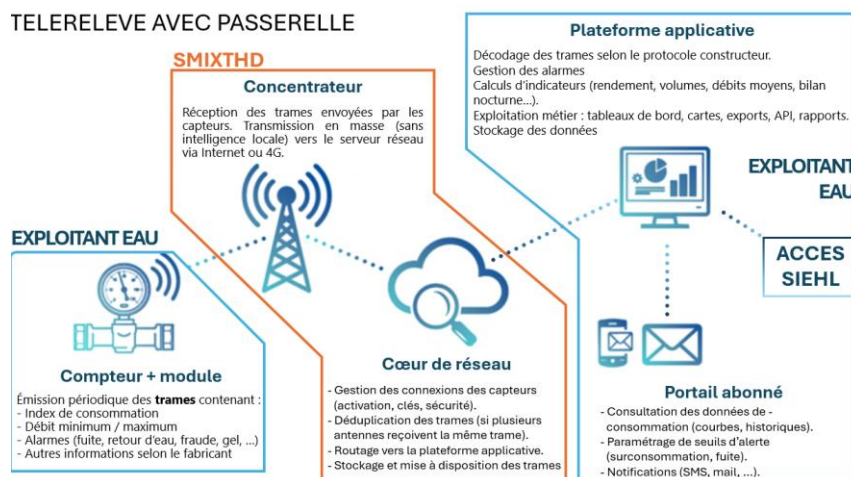 TELERELEVE AVEC PASSERELLE
SMIXTHD
Concentrateur
Réception des trames envoyées par les
capteurs. Transmission en masse (sans
intelligence locale) vers le serveur réseau
via Internet ou 4G.
Plateforme applicative
Décodage des trames selon le protocole constructeur.
Gestion des alarmes
Calculs d'indicateurs (rendement, volumes, débits moyens, bilan
nocturne...).
Exploitation métier : tableaux de bord, cartes, exports, API, rapports.
Stockage des données
EXPLOITANT
EAU
ACCES
SIEHL
EXPLOITANT EAU
Compteur + module
Émission périodique des trames contenant :
- Index de consommation
- Débit minimum / maximum
- Alarmes (fuite, retour d'eau, fraude, gel, ...)
- Autres informations selon le fabricant
Cœur de réseau
- Gestion des connexions des capteurs
(activation, clés, sécurité).
- Déduplication des trames (si plusieurs
antennes reçoivent la même trame).
- Routage vers la plateforme applicative.
- Stockage et mise à disposition des trames
Portail abonné
- Consultation des données de -
consommation (courbes, historiques).
- Paramétrage de seuils d'alerte
(surconsommation, fuite).
- Notifications (SMS, mail, ...).